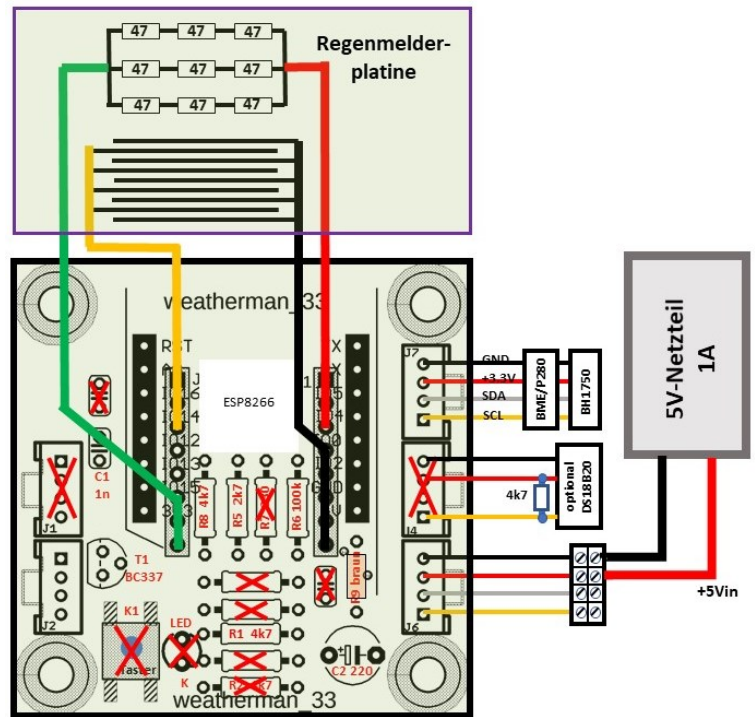 47 47 47
47 47 47
47 47 47
Regenmelder-
platine
weatherman_33
RST
ESP8266
J7
GND
+3.3V
SDA
SCL
BME/P280
BH1750
5V-Netzteil
1A
C1
1n
J1
R8 4k7
R5 2k7
R6 100k
4k7
optional
DS18B20
J4
T1
BC337
R9 braun
J2
K1
Taster
LED
K
R1 4k7
C2 220
J6
+5Vin
weatherman_33